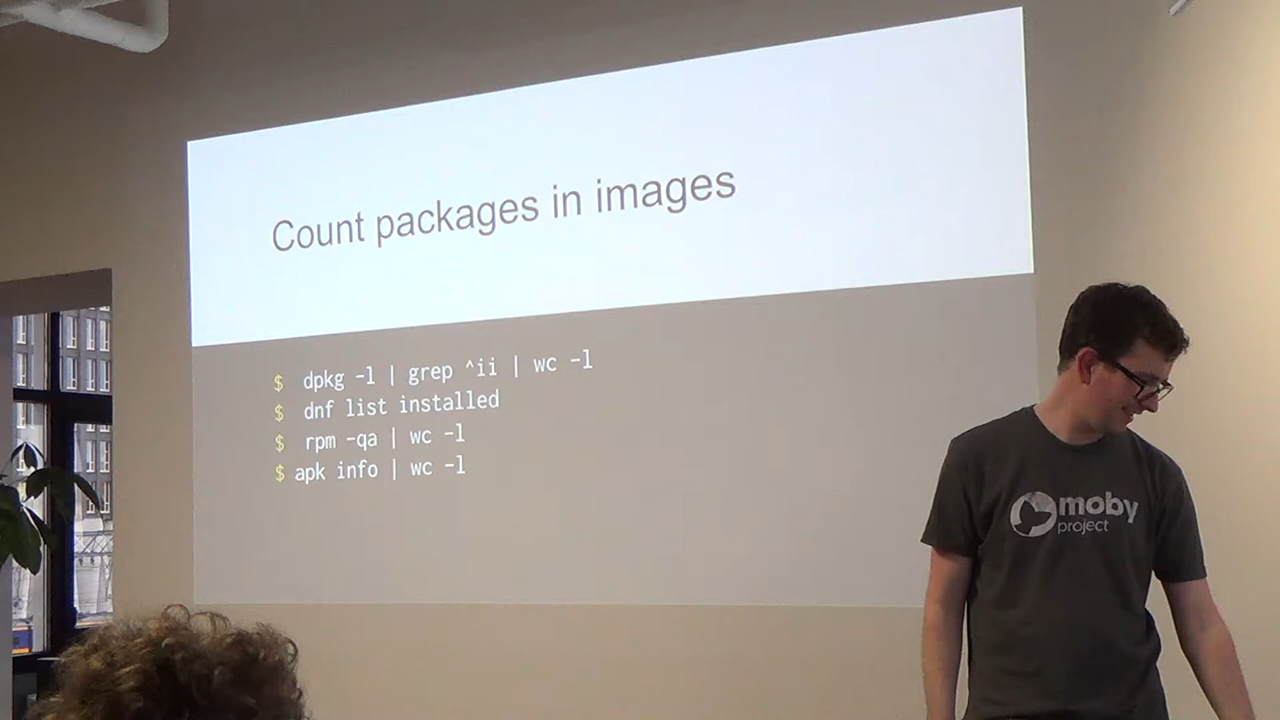 Count packages in images
$ dpkg -l | grep ^ii | wc -l
$ dnf list installed
$ rpm -qa | wc -l
$ apk info | wc -l
moby
project